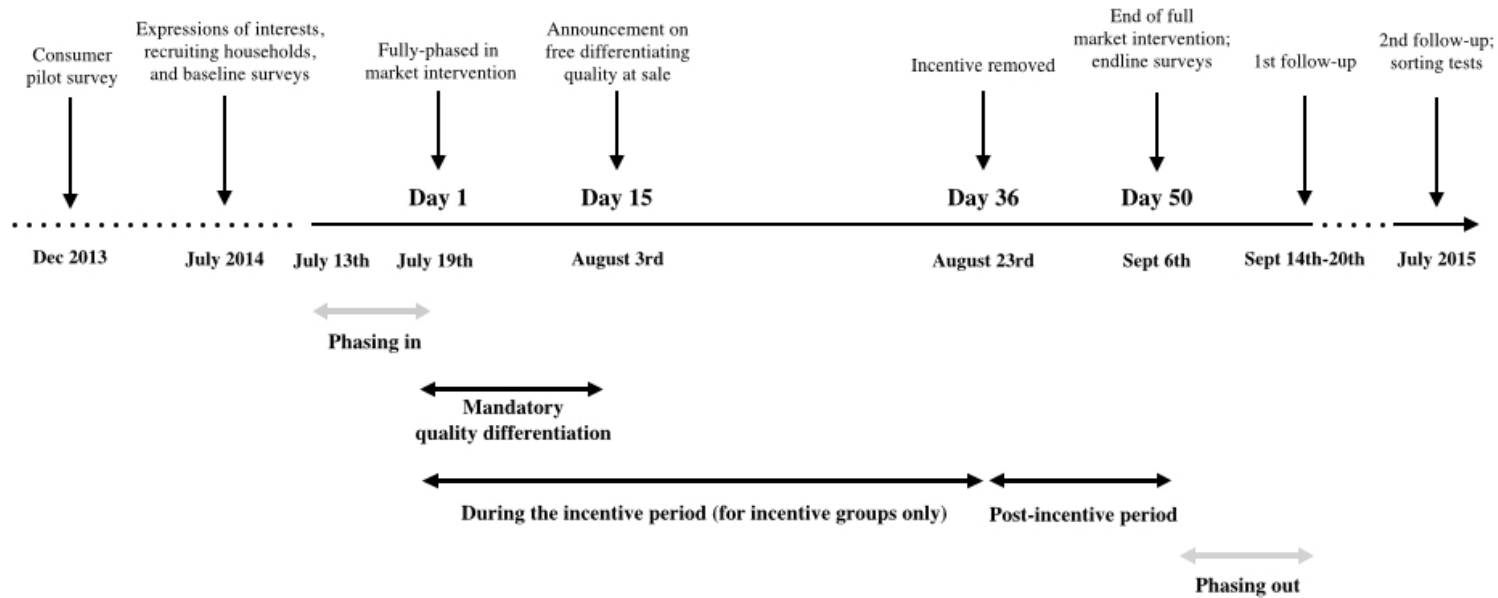 Consumer
pilot survey
Expressions of interests,
recruiting households,
and baseline surveys
Fully-phased in
market intervention
Announcement on
free differentiating
quality at sale
Incentive removed
End of full
market intervention;
endline surveys
1st follow-up
2nd follow-up;
sorting tests
Day 1
Day 15
Day 36
Day 50
Dec 2013
July 2014
July 13th
July 19th
August 3rd
August 23rd
Sept 6th
Sept 14th-20th
July 2015
Phasing in
Mandatory
quality differentiation
During the incentive period (for incentive groups only)
Post-incentive period
Phasing out